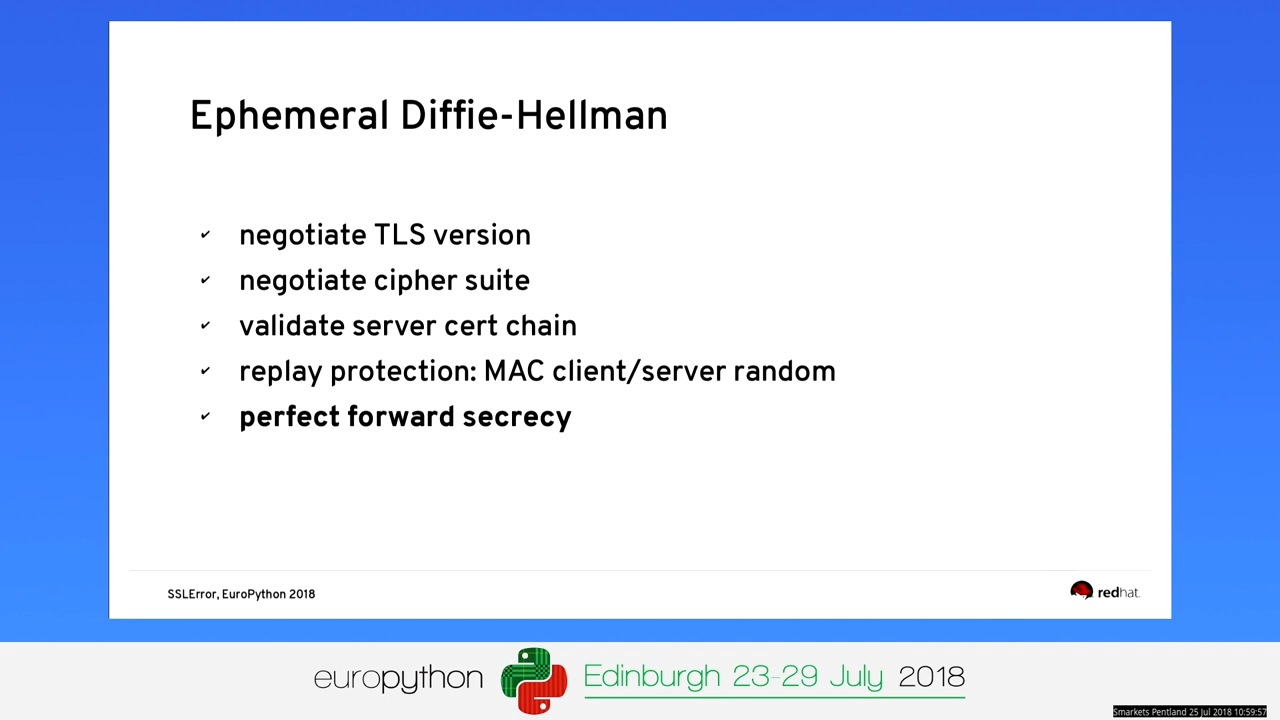 Ephemeral Diffie-Hellman
✔ negotiate TLS version
✔ negotiate cipher suite
✔ validate server cert chain
✔ replay protection: MAC client/server random
✔ perfect forward secrecy
SSLError, EuroPython 2018
redhat.
europython Edinburgh 23-29 July 2018
Smarkets Pentland 25 Jul 2018 10:59:57